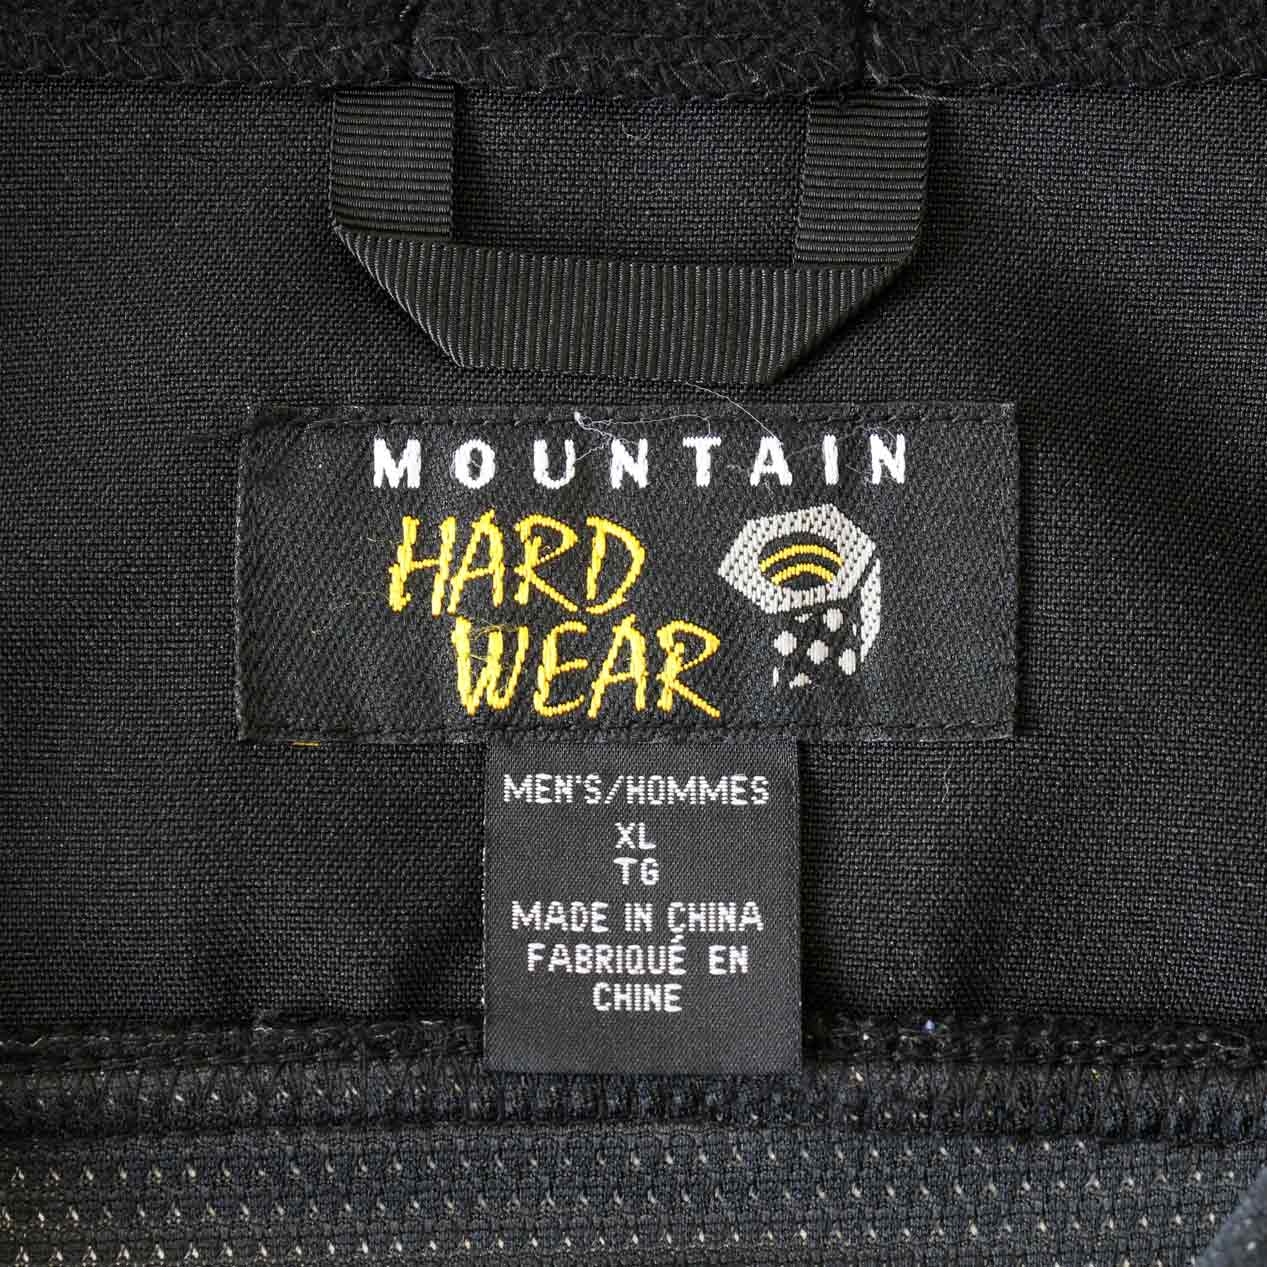 MOUNTAIN
HARD
WEAR
MEN'S/HOMMES
XL
TG
MADE IN CHINA
FABRIQUÉ EN
CHINE